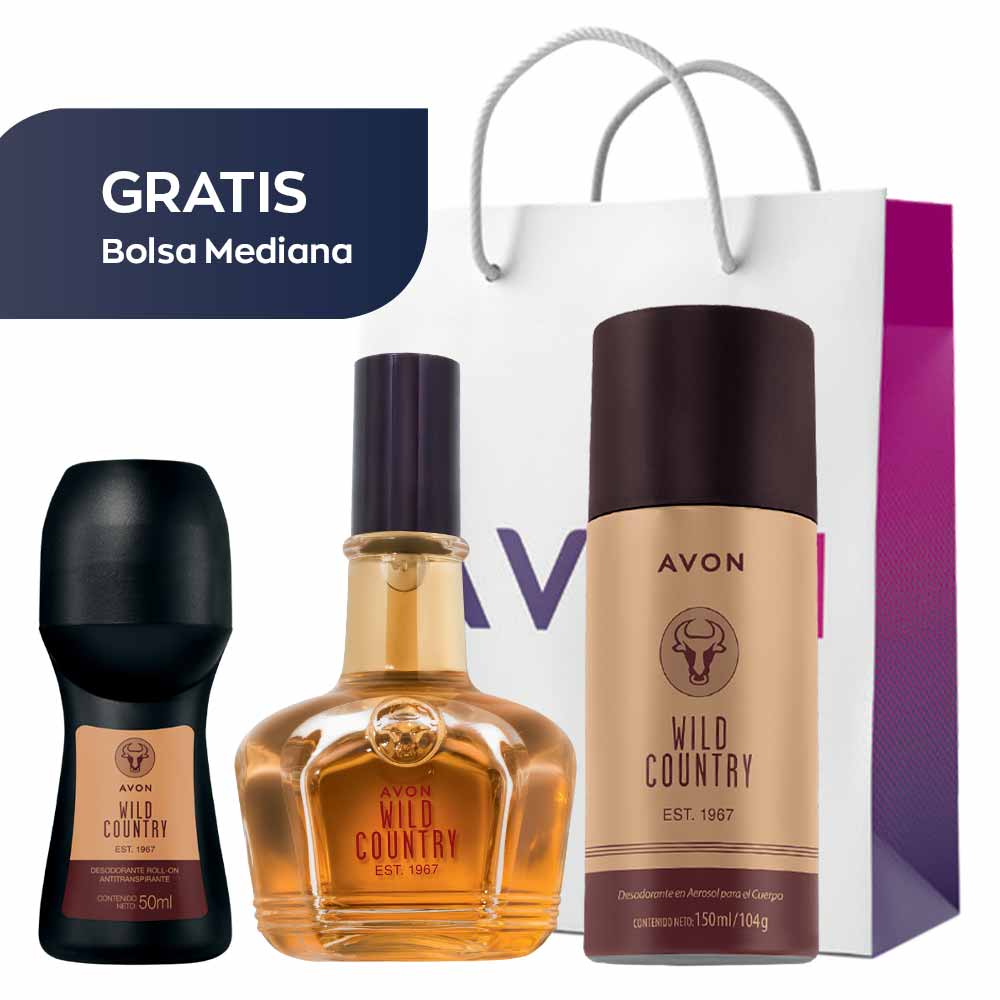 GRATIS
Bolsa Mediana
AVON
WILD
COUNTRY
EST. 1967
DESODORANTE ROLL-ON
ANTITRANSPIRANTE
CONTENIDO
NETO: 50ml
AVON
WILD
COUNTRY
EST. 1967
AVON
WILD
COUNTRY
EST. 1967
Desodorante en Aerosol para el Cuerpo
CONTENIDO NETO: 150ml/104g